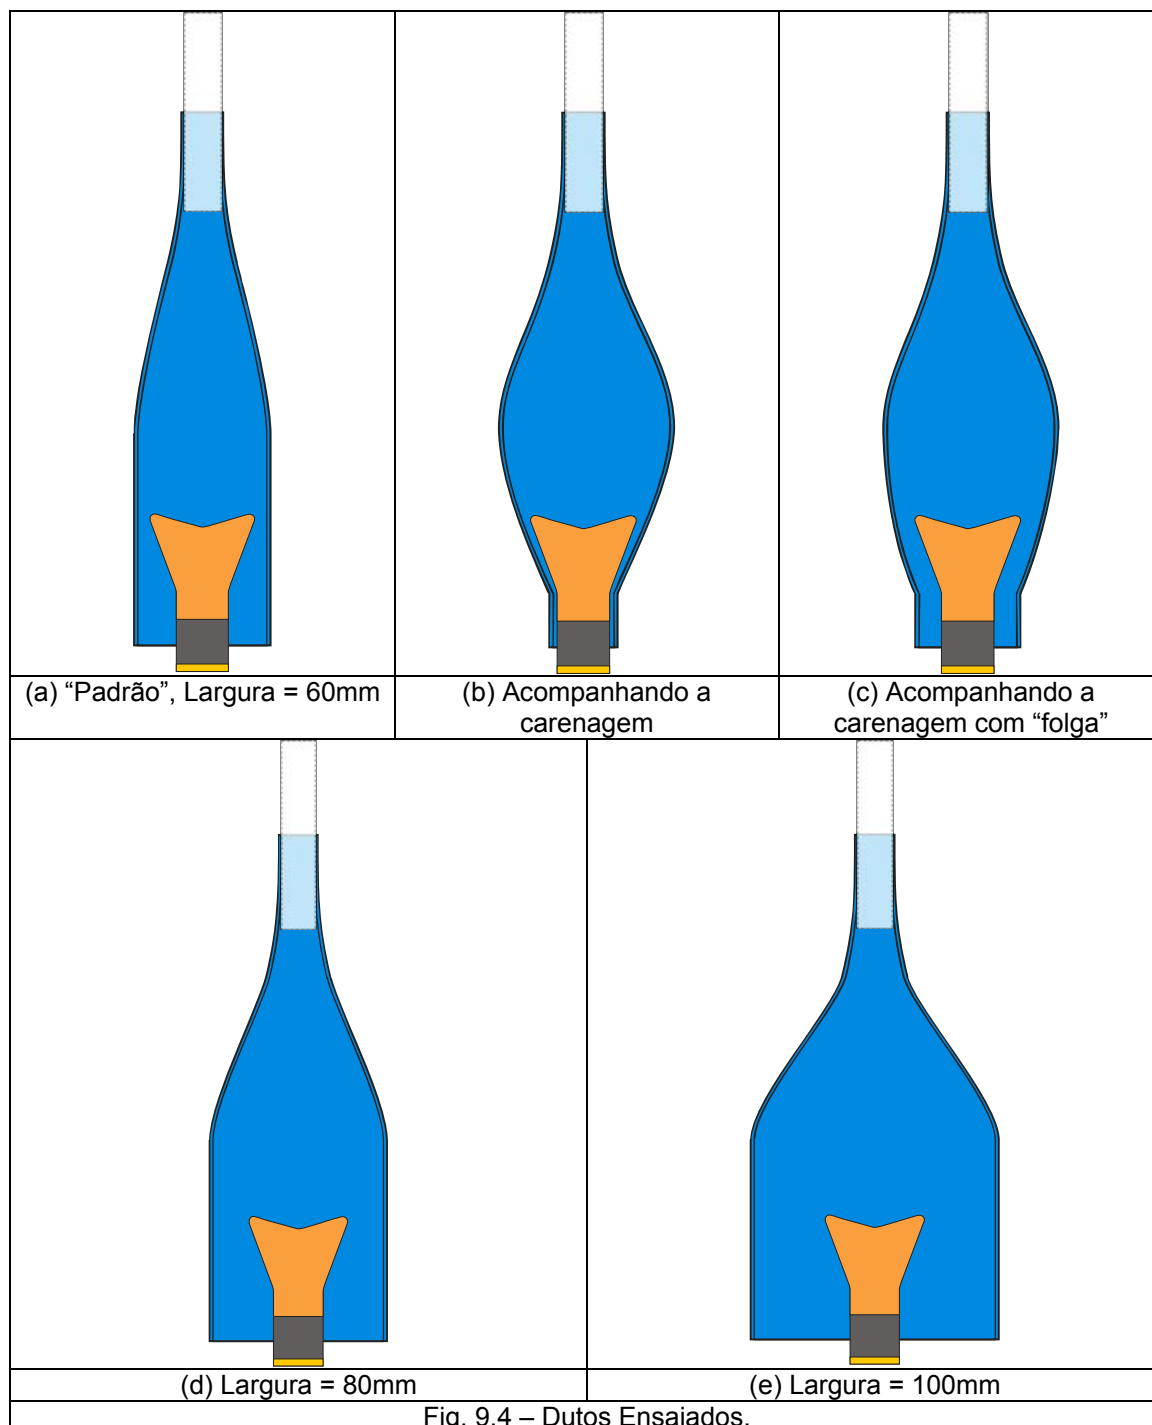 (a) “Padrão”, Largura = 60mm
(b) Acompanhando a
carenagem
(c) Acompanhando a
carenagem com “folga”
(d) Largura = 80mm
(e) Largura = 100mm
Fig. 9.4 – Dutos Ensaiados.